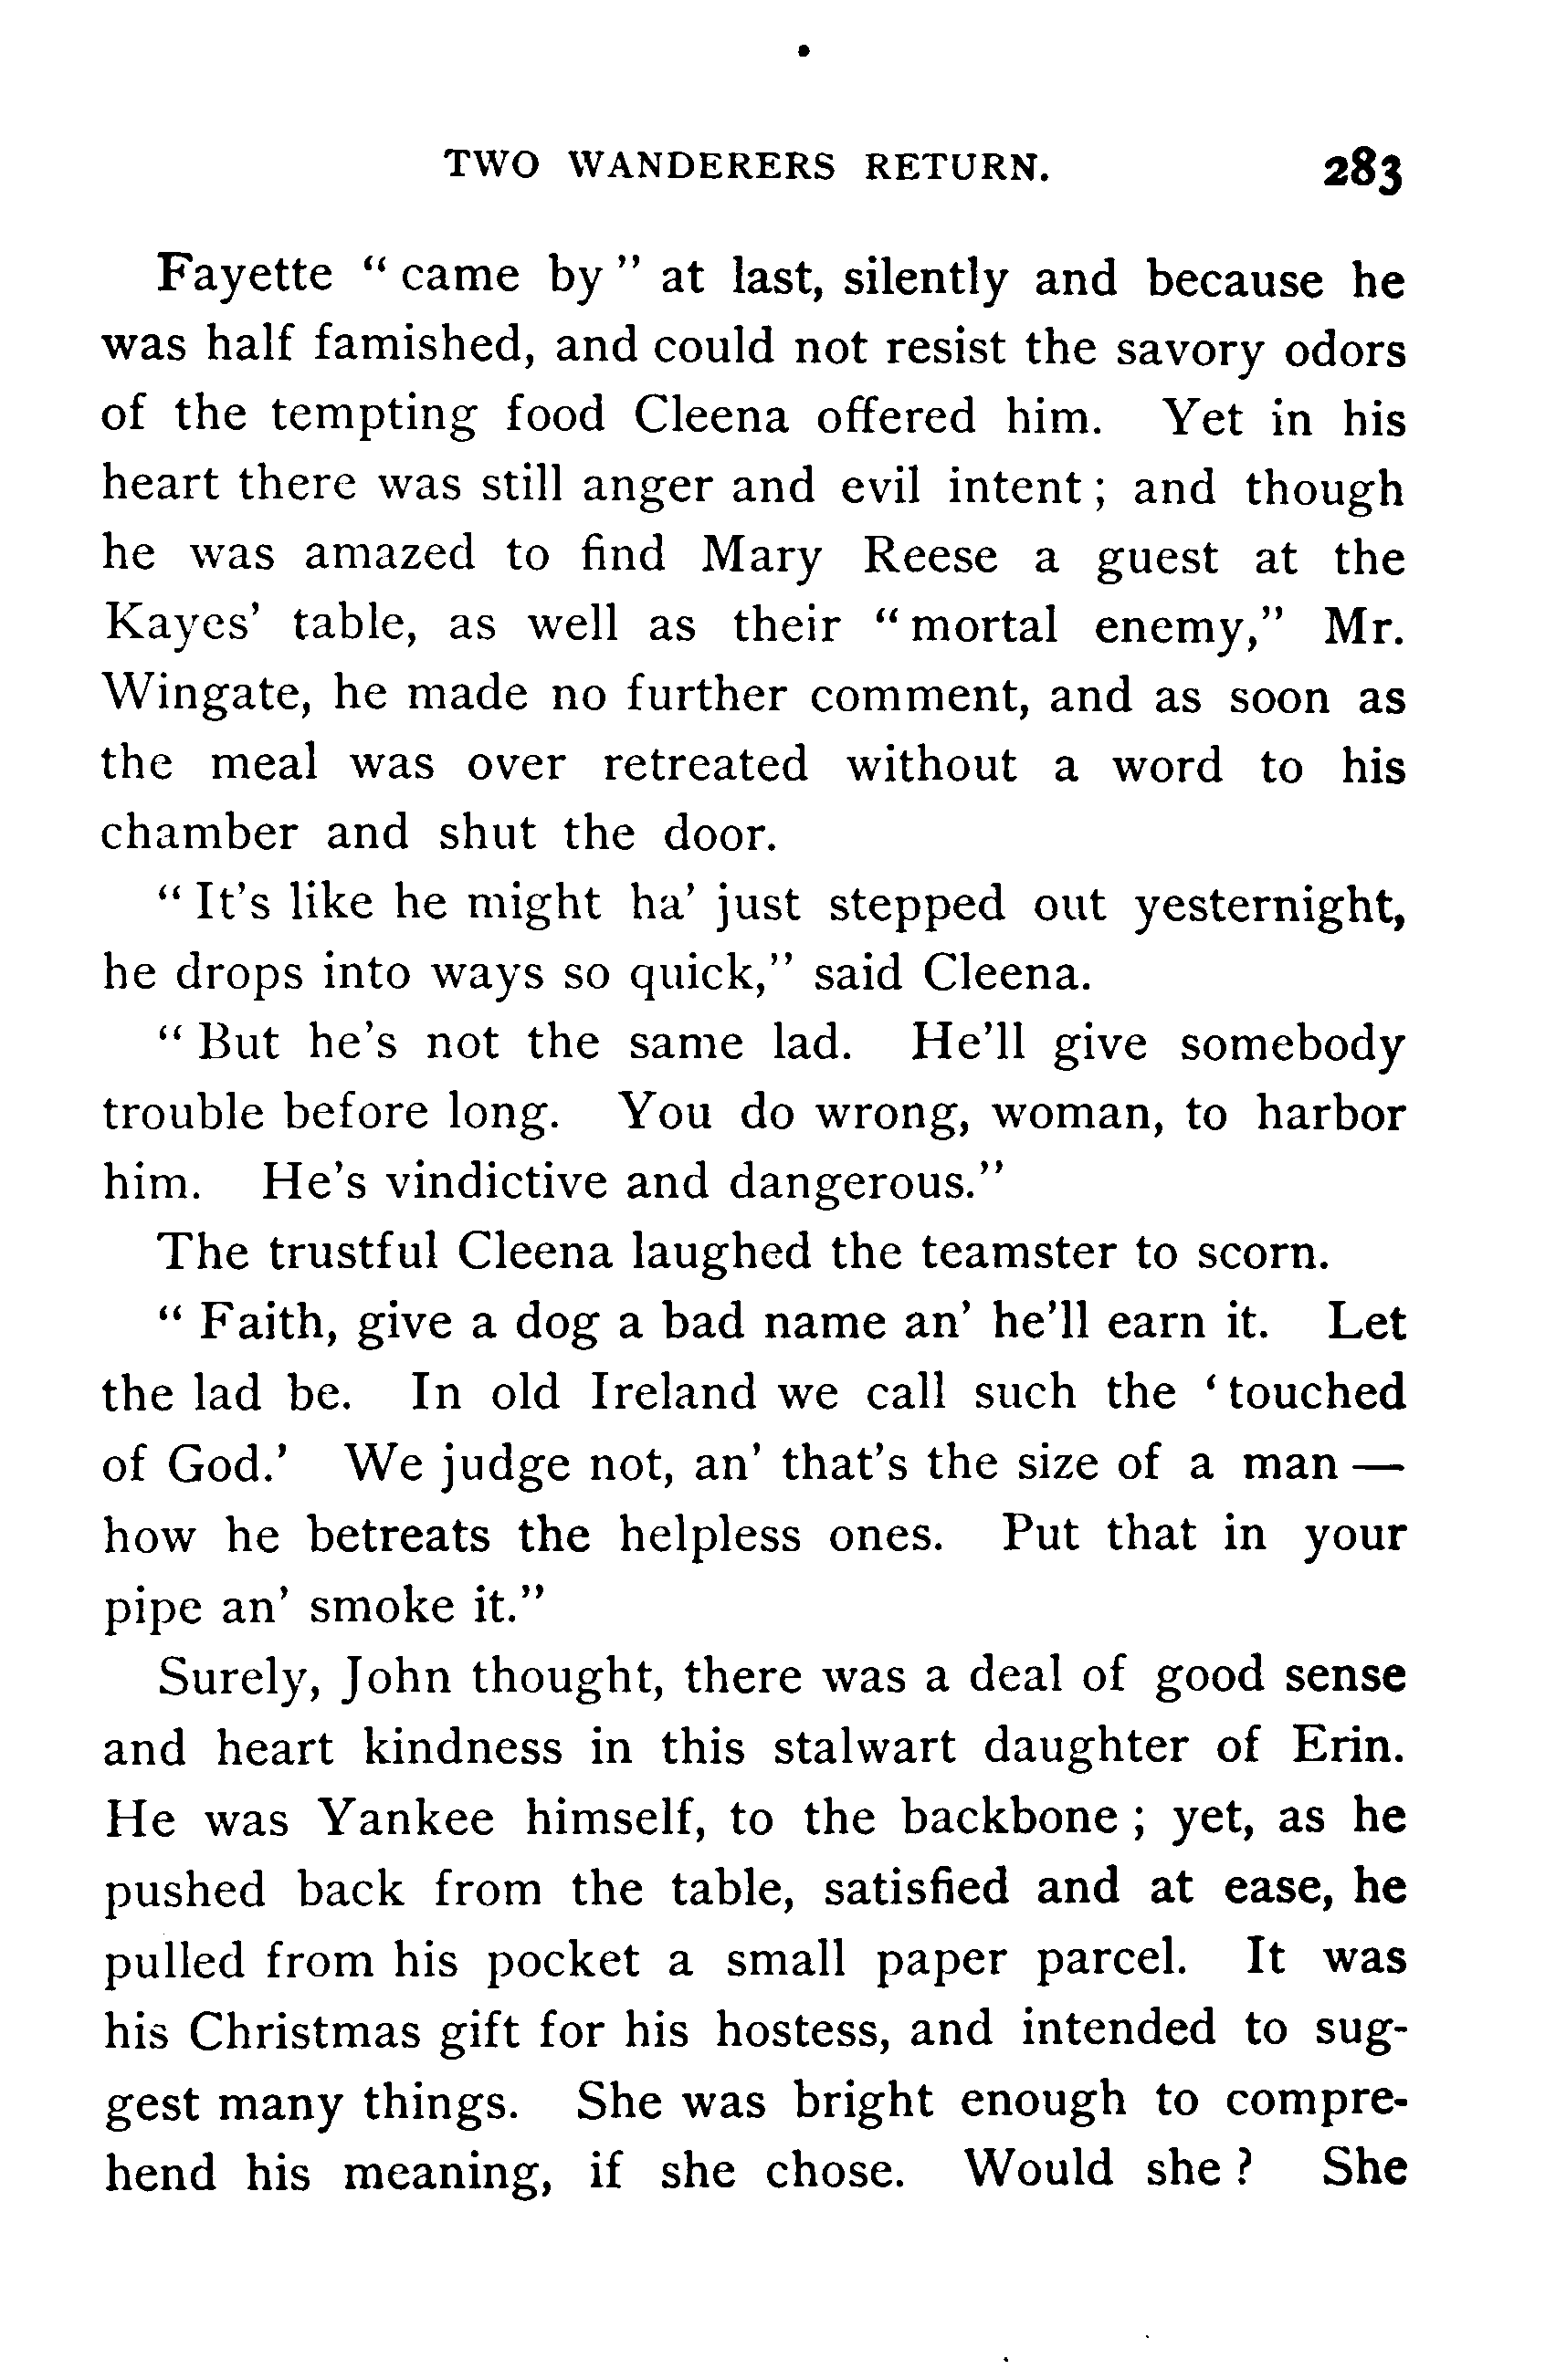 TWO WANDERERS RETURN. 283
Fayette “came by” at last, silently and because he
was half famished, and could not resist the savory odors
of the tempting food Cleena offered him. Yet in his
heart there was still anger and evil intent; and though
he was amazed to find Mary Reese a guest at the
Kayes’ table, as well as their “mortal enemy,” Mr.
Wingate, he made no further comment, and as soon as
the meal was over retreated without a word to his
chamber and shut the door.
“It’s like he might ha’ just stepped out yesternight,
he drops into ways so quick,” said Cleena.
“But he’s not the same lad. He’ll give somebody
trouble before long. You do wrong, woman, to harbor
him. He’s vindictive and dangerous.”
The trustful Cleena laughed the teamster to scorn.
“Faith, give a dog a bad name an’ he’ll earn it. Let
the lad be. In old Ireland we call such the ‘touched
of God.’ We judge not, an’ that’s the size of a man —
how he betreats the helpless ones. Put that in your
pipe an’ smoke it.”
Surely, John thought, there was a deal of good sense
and heart kindness in this stalwart daughter of Erin.
He was Yankee himself, to the backbone; yet, as he
pushed back from the table, satisfied and at ease, he
pulled from his pocket a small paper parcel. It was
his Christmas gift for his hostess, and intended to sug-
gest many things. She was bright enough to compre-
hend his meaning, if she chose. Would she? She